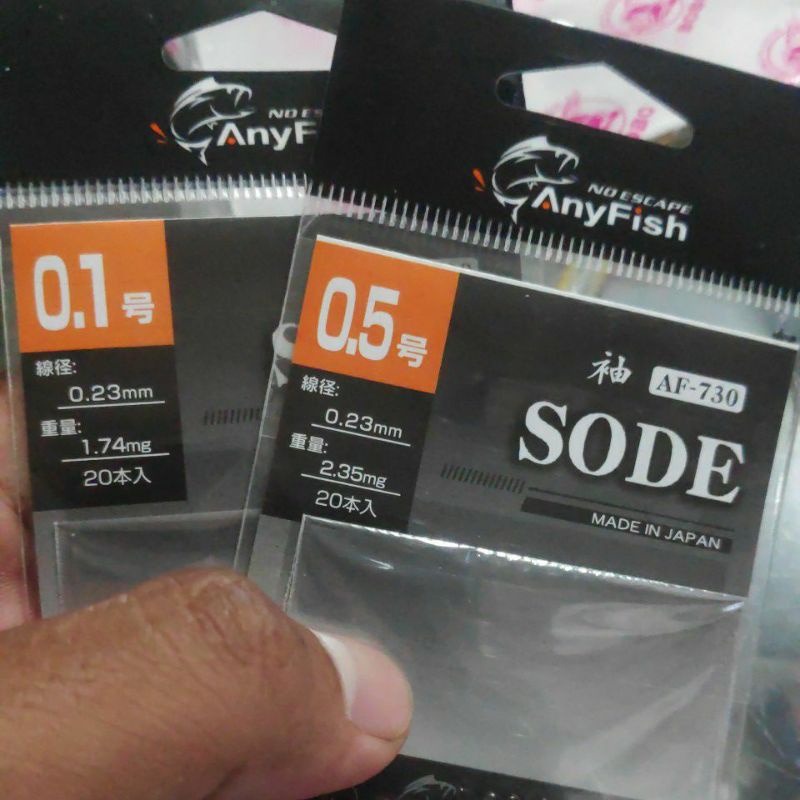 NO ES
AnyF
0.1号
線径:
0.23mm
重量:
1.74mg
20本入
NO ESCAPE
AnyFish
0.5号
線径:
0.23mm
重量:
2.35mg
20本入
袖 AF-730
SODE
MADE IN JAPAN